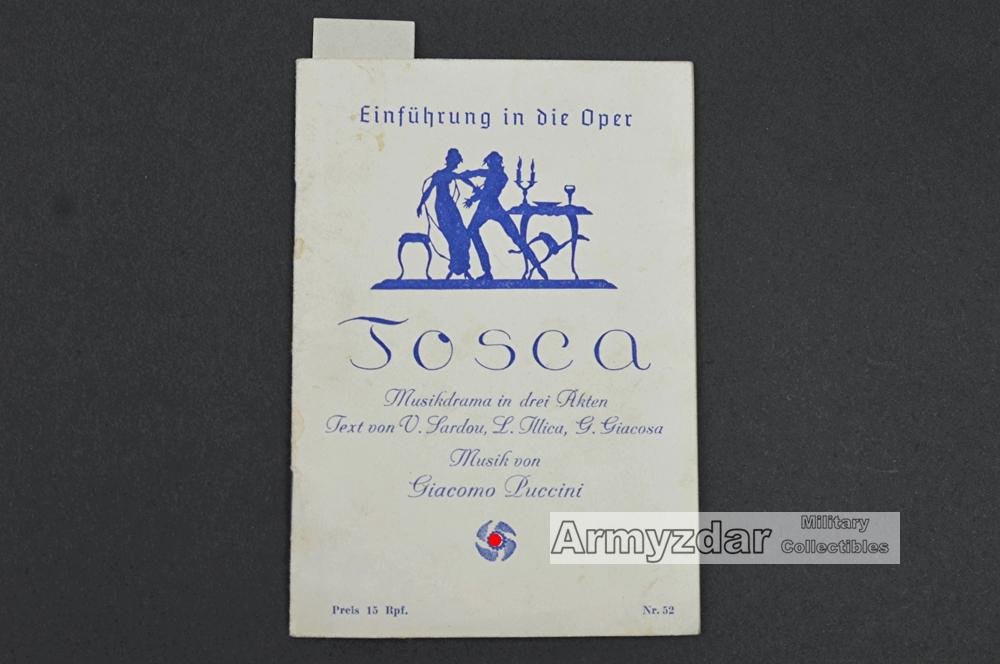 Einführung in die Oper
Tosca
Musikdrama in drei Akten
Text von V. Sardou, L. Illica, G. Giacosa
Musik von
Giacomo Puccini
Armyzdar Military Collectibles
Preis 15 Rpf.
Nr. 52